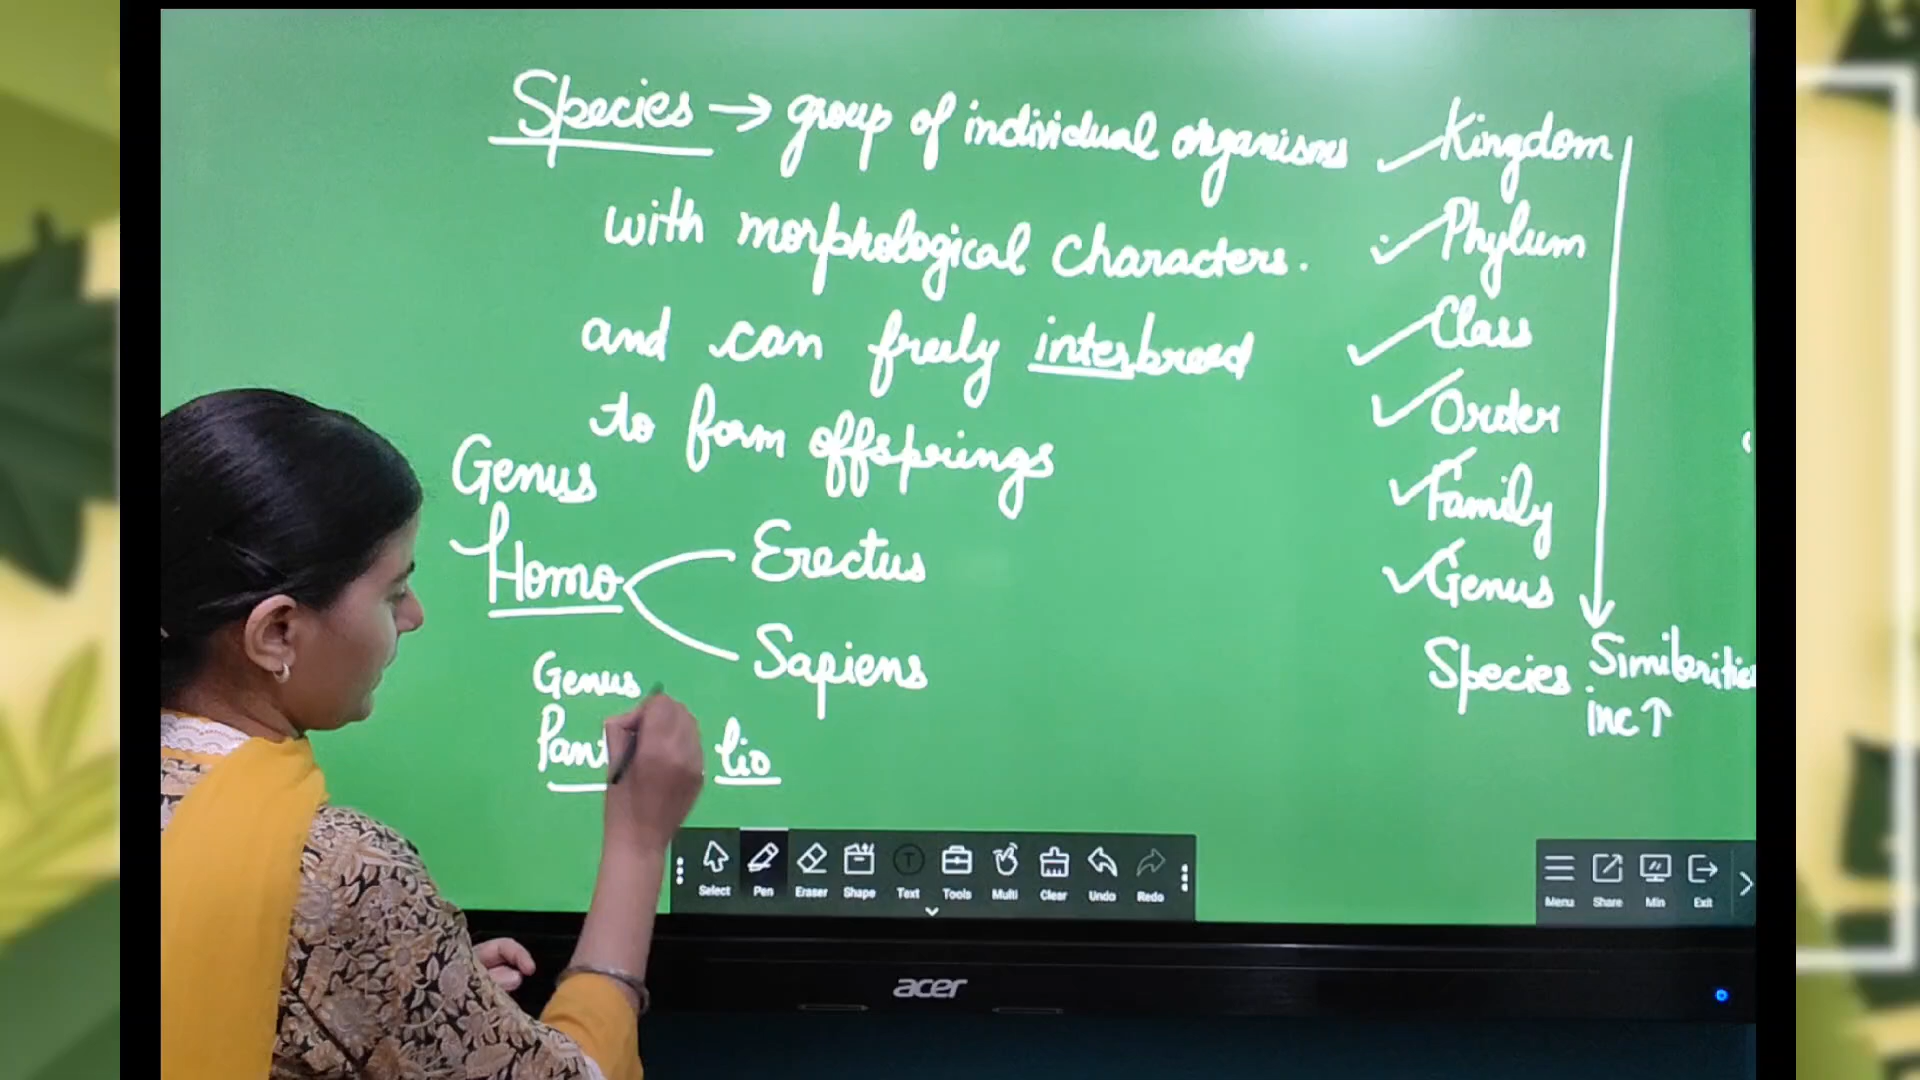 Species → group of individual organisms
with morphological characters.
and can freely interbreed
to form offsprings
Genus
Homo
Erectus
Sapiens
Genus
lio
Kingdom
Phylum
Class
Order
Family
Genus
Species
inc ↑
Select Pen Eraser Shape Text Tools Multi Clear Undo Redo
Menu Share Min Exit
acer